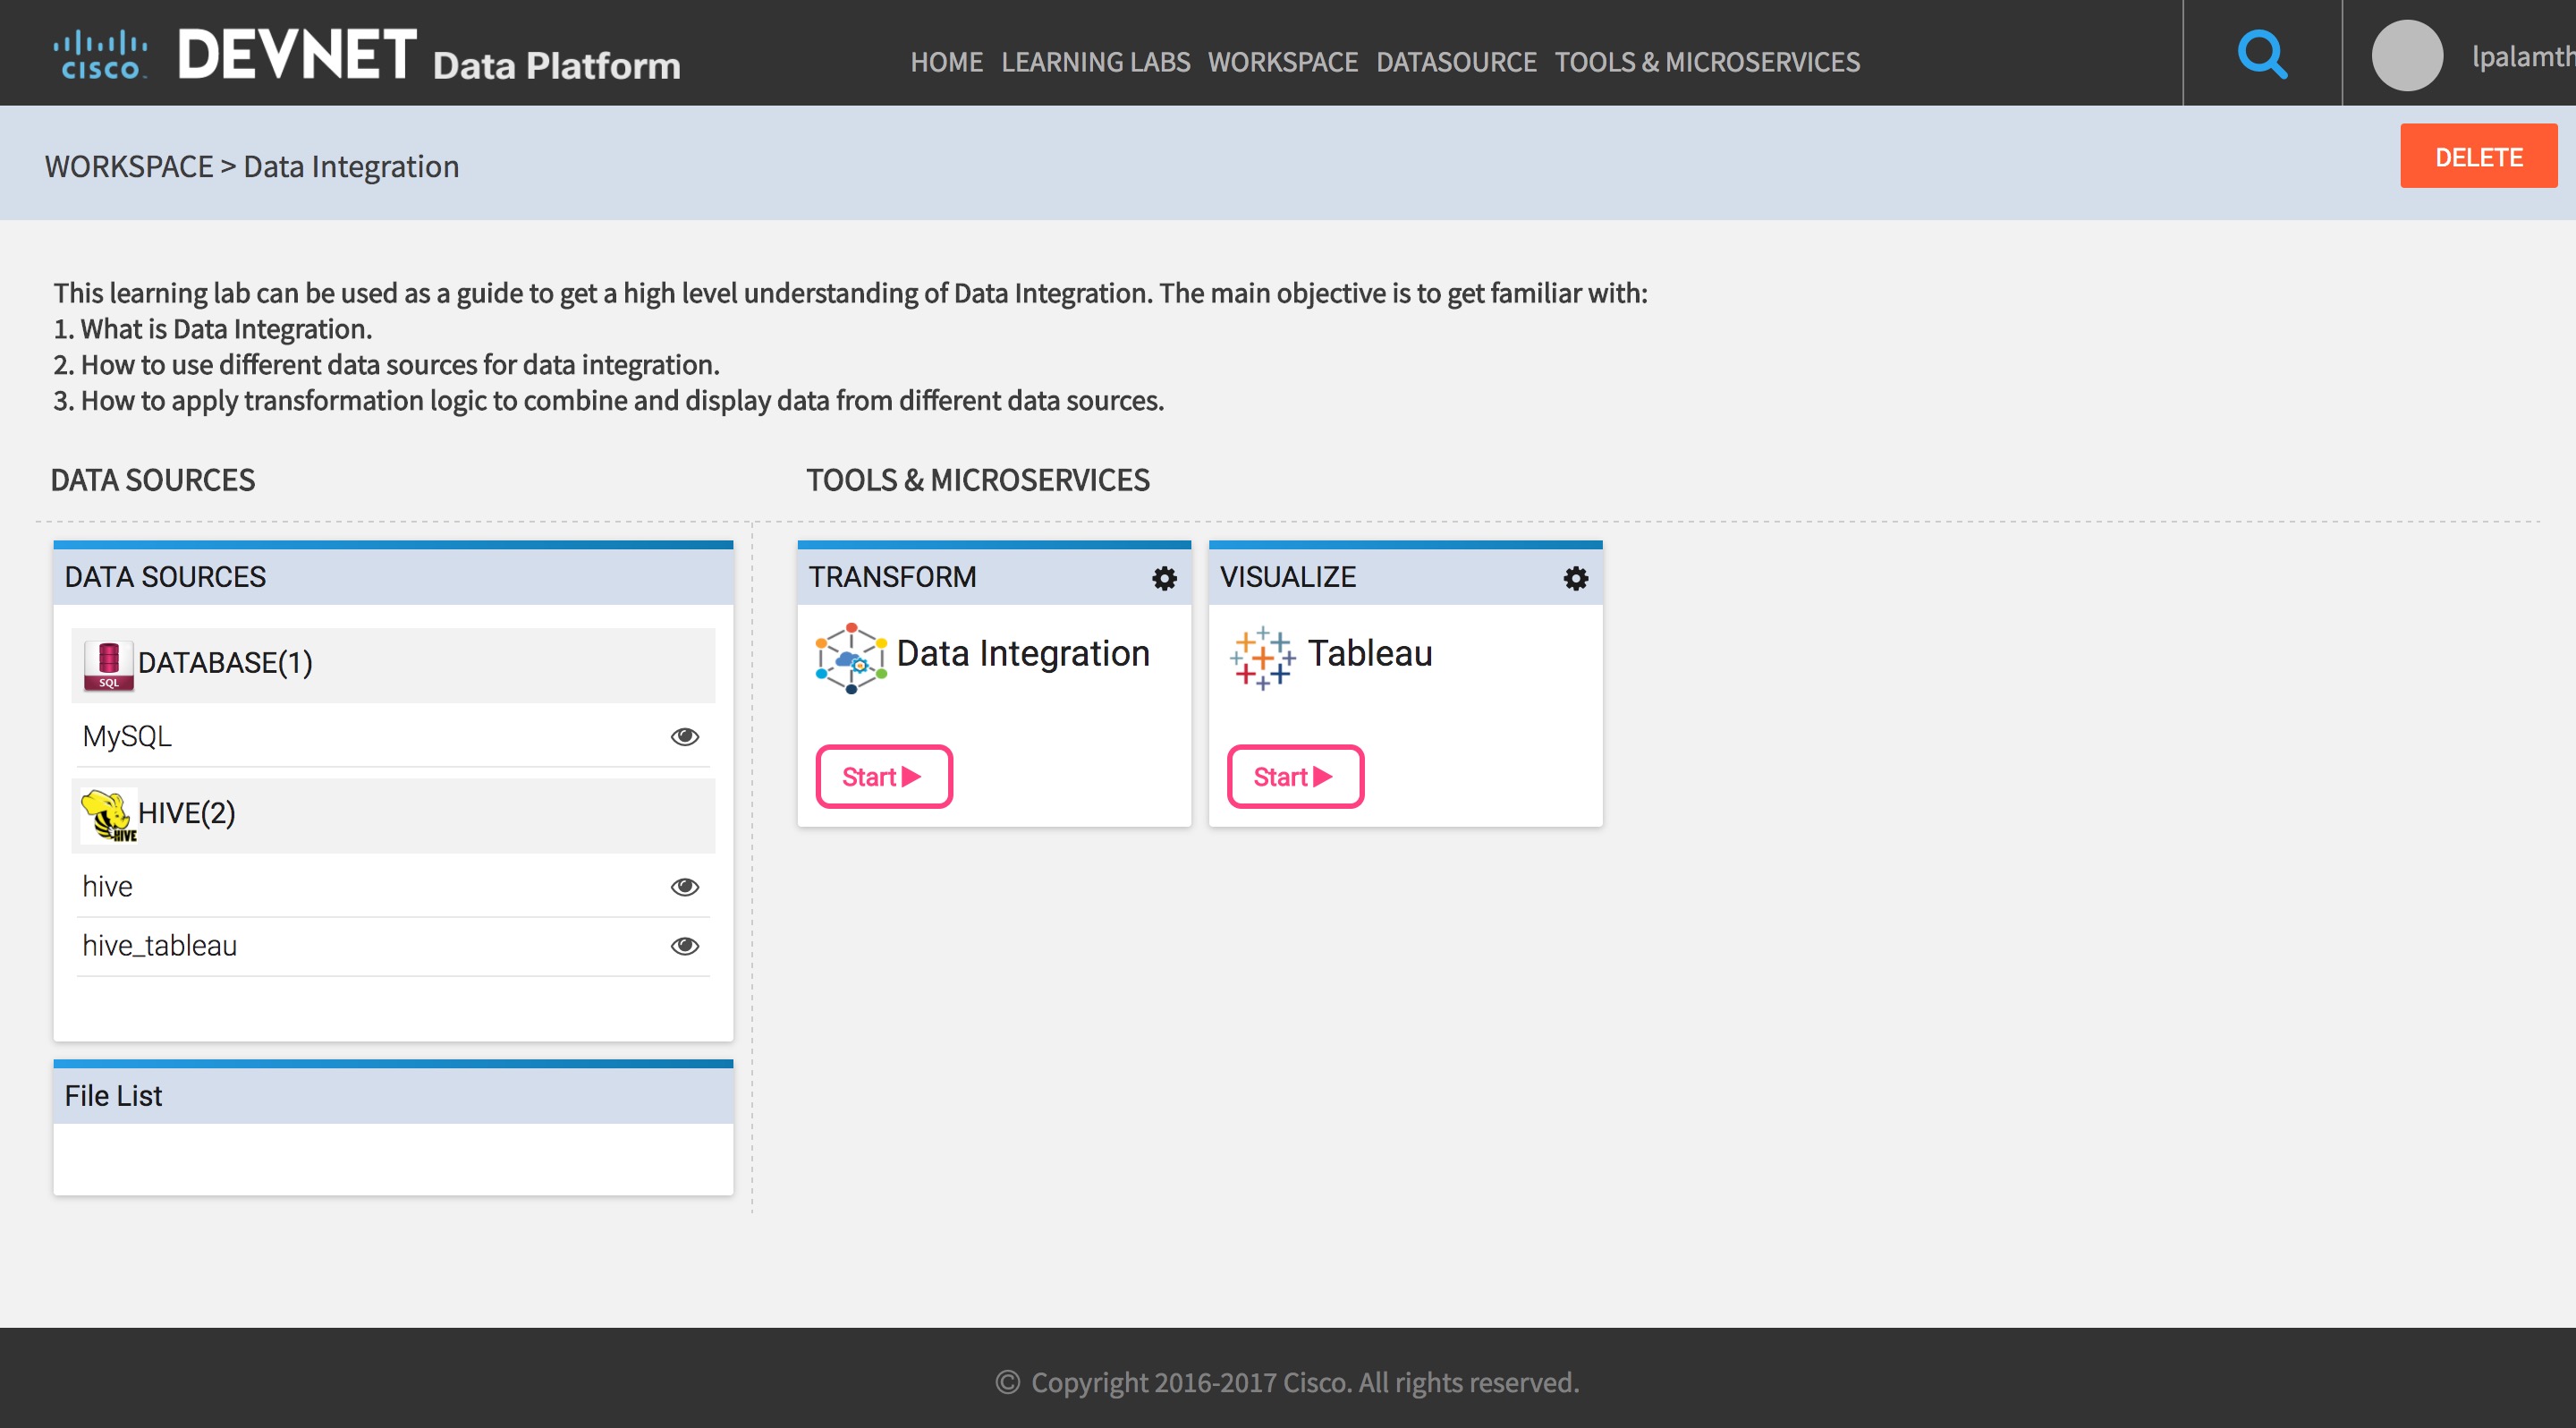 CISCO DEVNET Data Platform
HOME LEARNING LABS WORKSPACE DATASOURCE TOOLS & MICROSERVICES
lpalamth
WORKSPACE > Data Integration
DELETE
This learning lab can be used as a guide to get a high level understanding of Data Integration. The main objective is to get familiar with:
1. What is Data Integration.
2. How to use different data sources for data integration.
3. How to apply transformation logic to combine and display data from different data sources.
DATA SOURCES
TOOLS & MICROSERVICES
DATA SOURCES
SQL DATABASE(1)
MySQL
HIVE HIVE(2)
hive
hive_tableau
File List
TRANSFORM
Data Integration
Start
VISUALIZE
Tableau
Start
© Copyright 2016-2017 Cisco. All rights reserved.